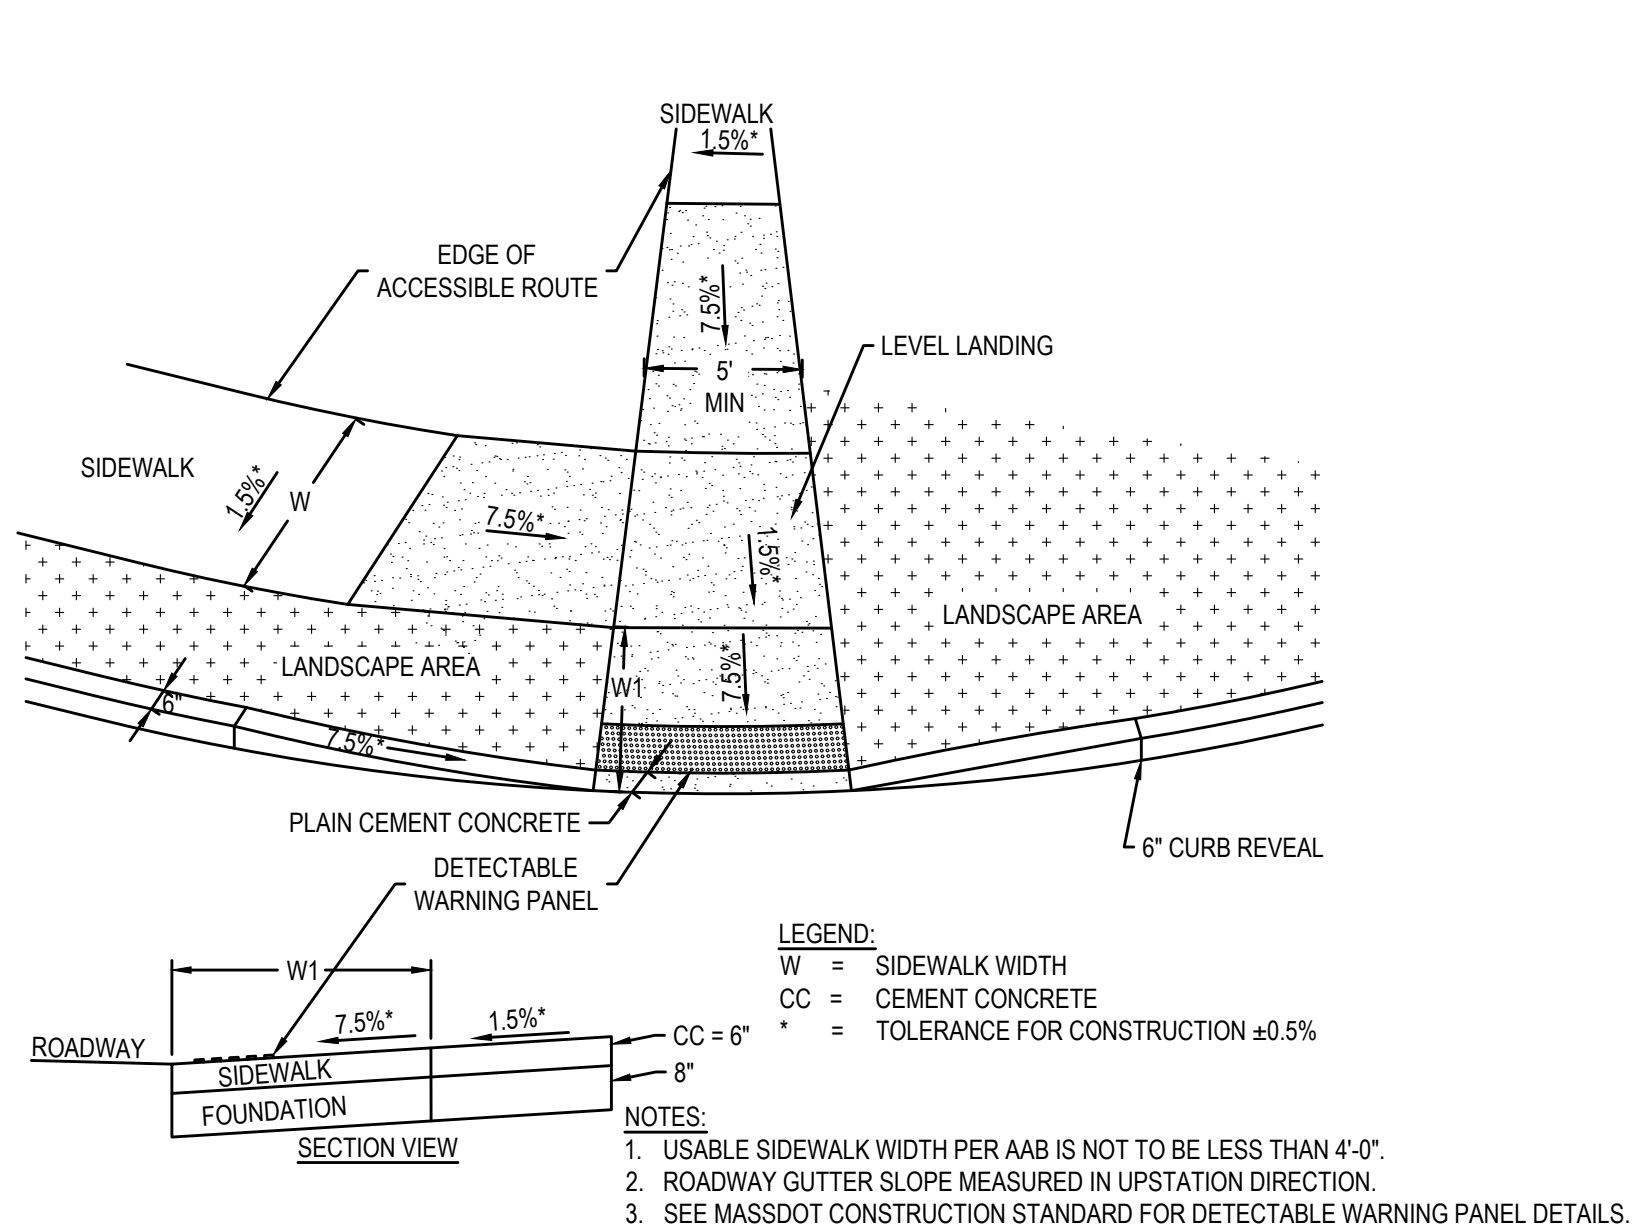 SIDEWALK
1.5%*
EDGE OF
ACCESSIBLE ROUTE
7.5%*
LEVEL LANDING
5'
MIN
SIDEWALK
1.5%*
W
7.5%*
1.5%*
LANDSCAPE AREA
LANDSCAPE AREA
W1
7.5%*
6"
7.5%*
PLAIN CEMENT CONCRETE
6" CURB REVEAL
DETECTABLE
WARNING PANEL
LEGEND:
W = SIDEWALK WIDTH
CC = CEMENT CONCRETE
* = TOLERANCE FOR CONSTRUCTION ±0.5%
W1
7.5%*
1.5%*
CC = 6"
ROADWAY
SIDEWALK
8"
FOUNDATION
SECTION VIEW
NOTES:
1. USABLE SIDEWALK WIDTH PER AAB IS NOT TO BE LESS THAN 4'-0".
2. ROADWAY GUTTER SLOPE MEASURED IN UPSTATION DIRECTION.
3. SEE MASSDOT CONSTRUCTION STANDARD FOR DETECTABLE WARNING PANEL DETAILS.